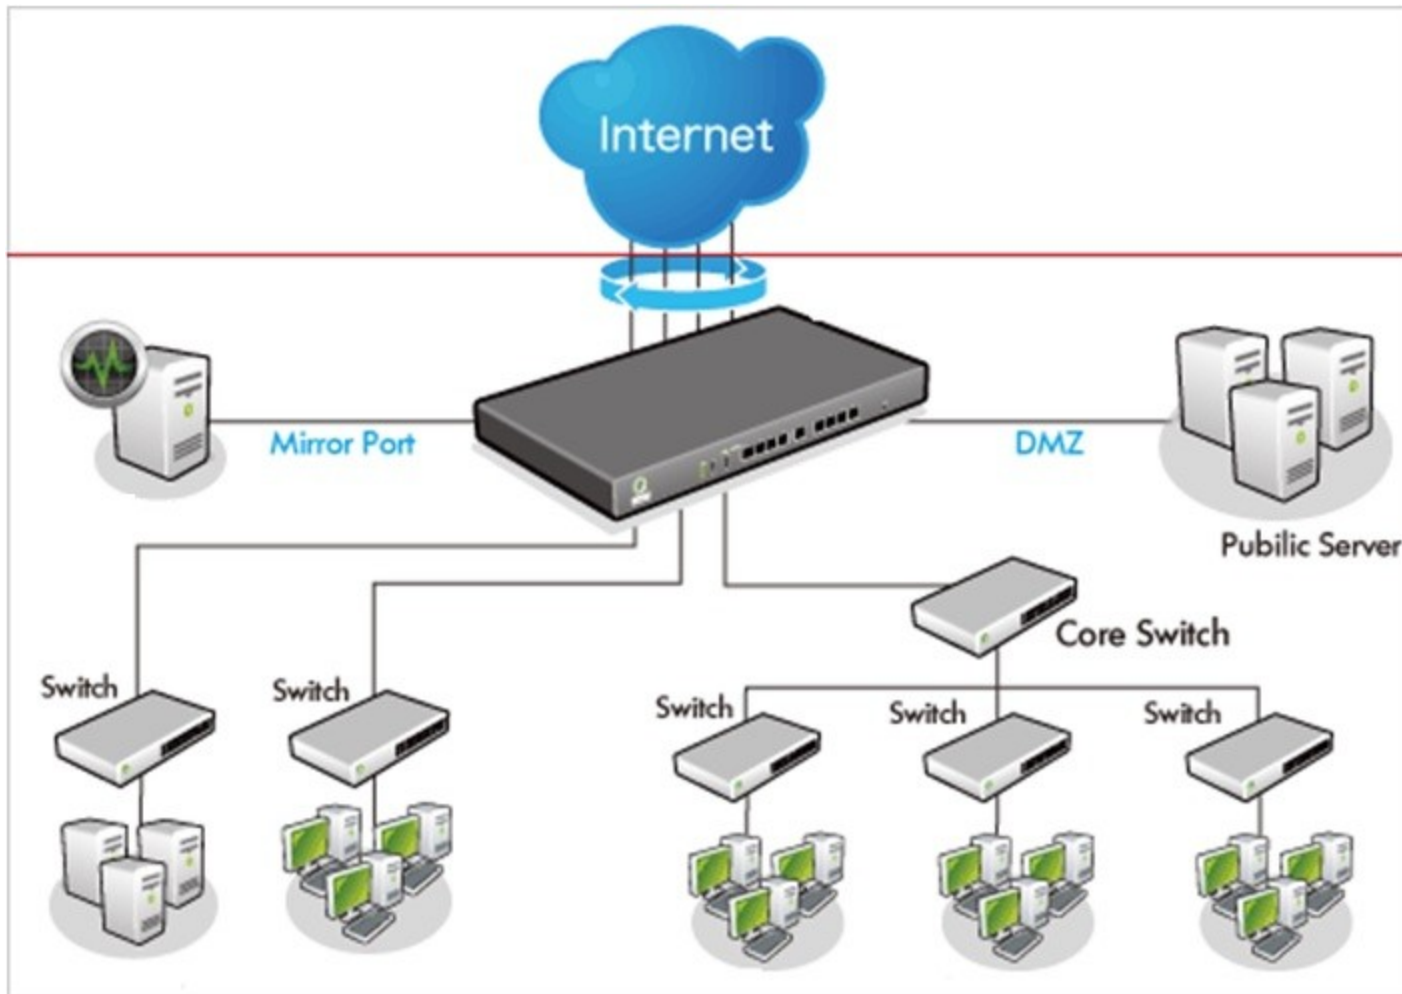 Internet
Mirror Port
DMZ
Pubilic Server
Core Switch
Switch
Switch
Switch
Switch
Switch